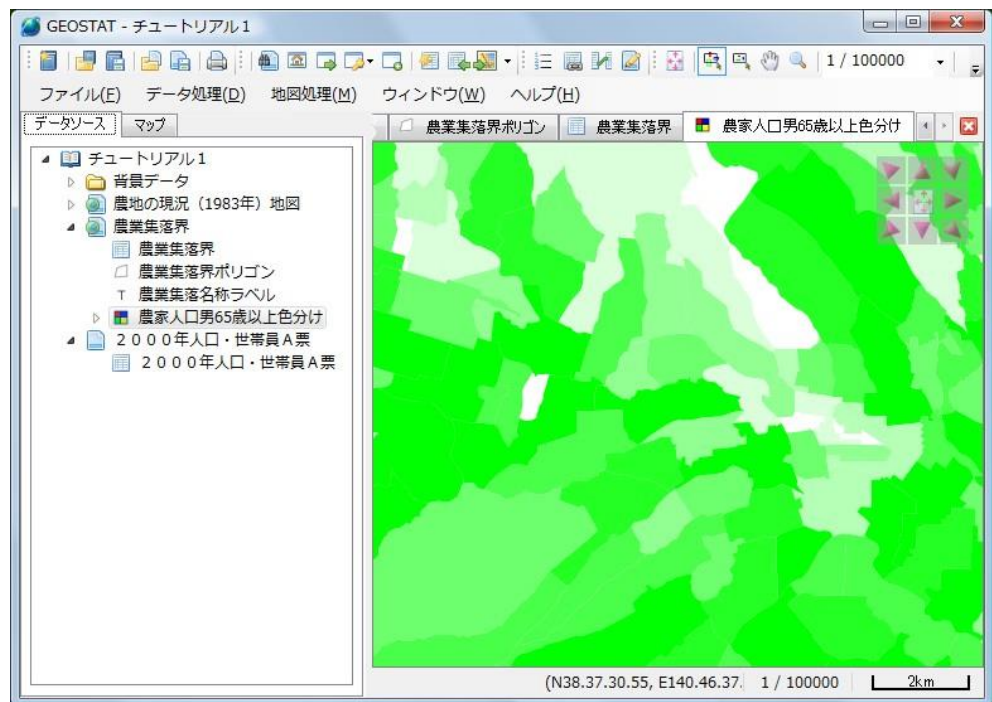 GEOSTAT - チュートリアル1
1 / 100000
ファイル(F) データ処理(D) 地図処理(M) ウィンドウ(W) ヘルプ(H)
データソース マップ
農業集落界ポリゴン 農業集落界 農家人口男65歳以上色分け
チュートリアル1
背景データ
農地の現況（1983年）地図
農業集落界
農業集落界
農業集落界ポリゴン
T 農業集落名称ラベル
農家人口男65歳以上色分け
２０００年人口・世帯員Ａ票
２０００年人口・世帯員Ａ票
(N38.37.30.55, E140.46.37. 1 / 100000 2km